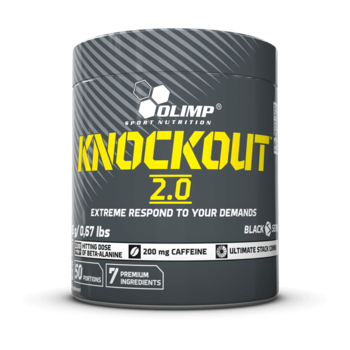 OLIMP
SPORT NUTRITION
KNOCKOUT
2.0
EXTREME RESPOND TO YOUR DEMANDS
g/ 0,67 lbs
BLACK
HITTING DOSE
OF BETA-ALANINE
200 mg CAFFEINE
ULTIMATE STACK
50 PORTIONS
7 PREMIUM
INGREDIENTS